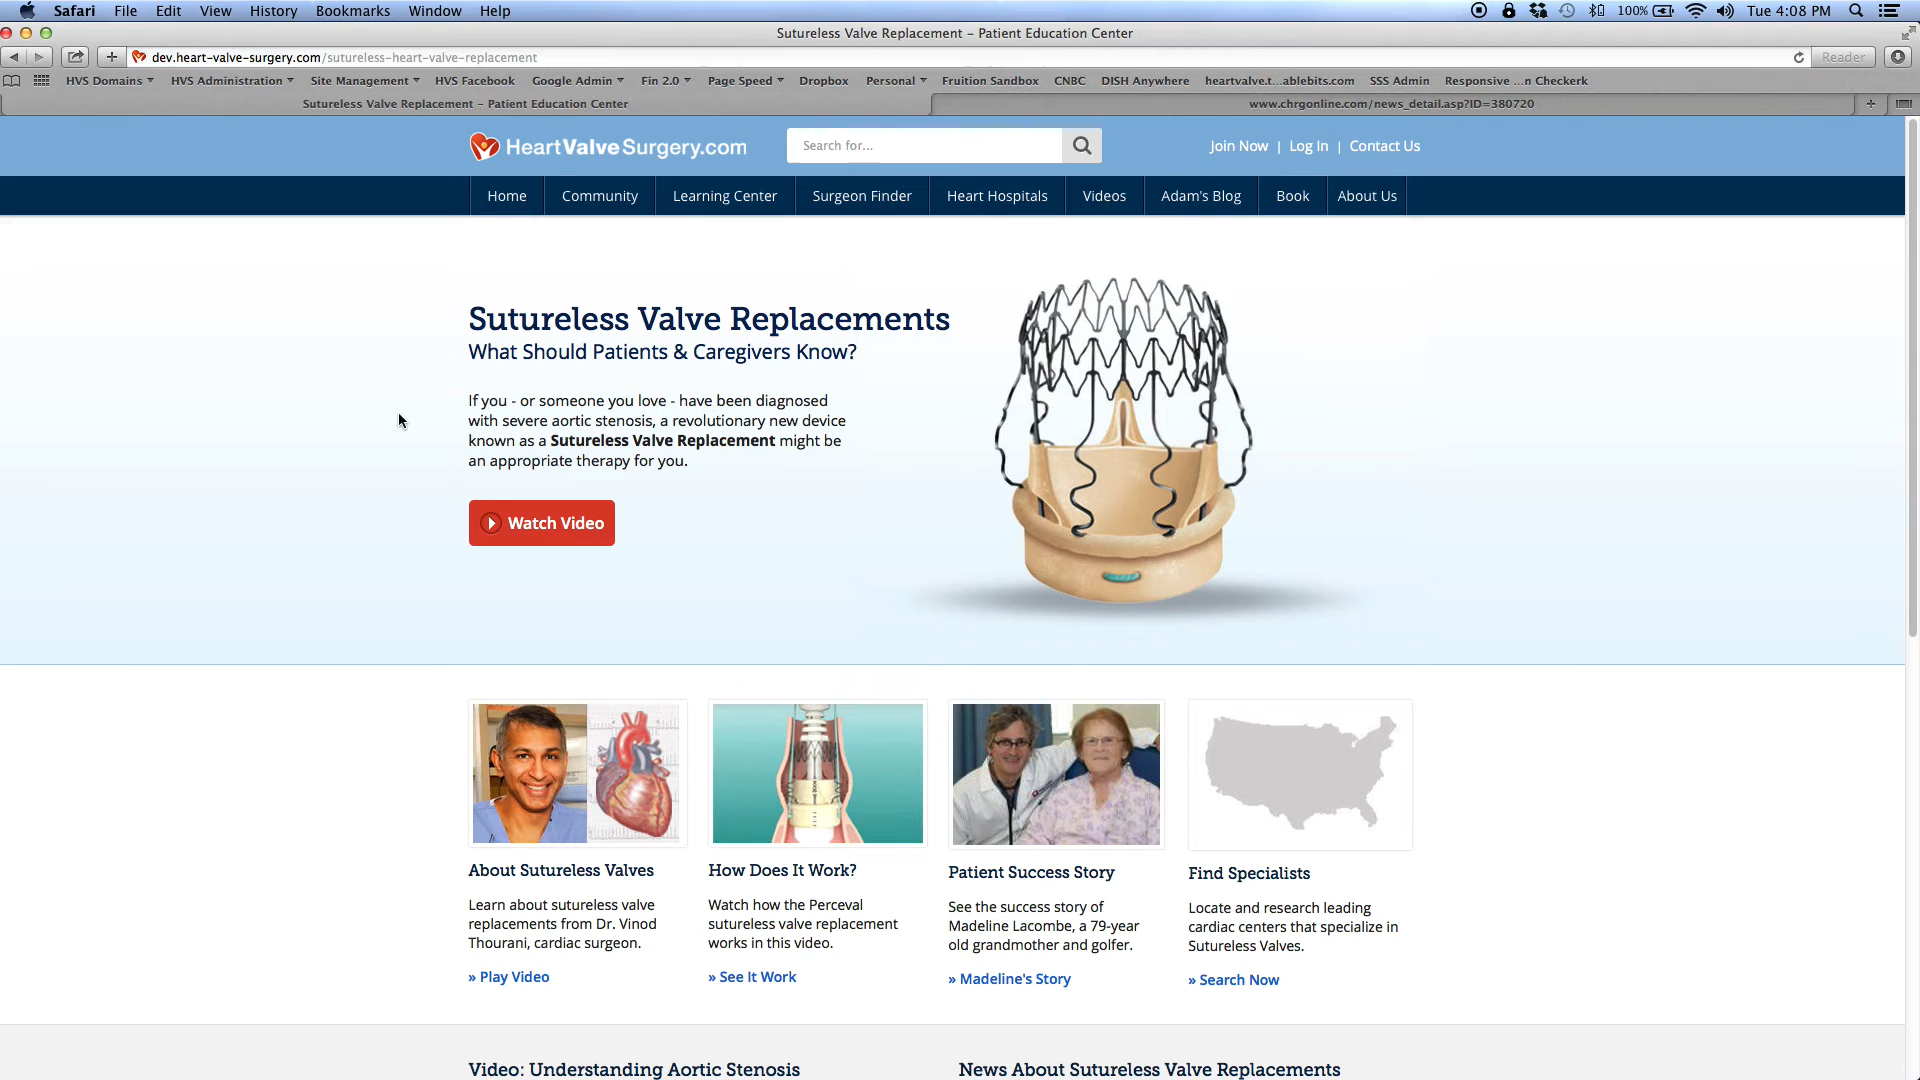 Safari File Edit View History Bookmarks Window Help 100% Tue 4:08 PM
Sutureless Valve Replacement – Patient Education Center
dev.heart-valve-surgery.com/sutureless-heart-valve-replacement Reader
HVS Domains HVS Administration Site Management HVS Facebook Google Admin Fin 2.0 Page Speed Dropbox Personal Fruition Sandbox CNBC DISH Anywhere heartvalve.t...ablebits.com SSS Admin Responsive ...n Checkerk
Sutureless Valve Replacement – Patient Education Center www.chrgonline.com/news_detail.asp?ID=380720
HeartValveSurgery.com Search for... Join Now | Log In | Contact Us
Home Community Learning Center Surgeon Finder Heart Hospitals Videos Adam's Blog Book About Us
Sutureless Valve Replacements
What Should Patients & Caregivers Know?
If you - or someone you love - have been diagnosed
with severe aortic stenosis, a revolutionary new device
known as a Sutureless Valve Replacement might be
an appropriate therapy for you.
Watch Video
About Sutureless Valves
Learn about sutureless valve
replacements from Dr. Vinod
Thourani, cardiac surgeon.
» Play Video
How Does It Work?
Watch how the Perceval
sutureless valve replacement
works in this video.
» See It Work
Patient Success Story
See the success story of
Madeline Lacombe, a 79-year
old grandmother and golfer.
» Madeline's Story
Find Specialists
Locate and research leading
cardiac centers that specialize in
Sutureless Valves.
» Search Now
Video: Understanding Aortic Stenosis
News About Sutureless Valve Replacements